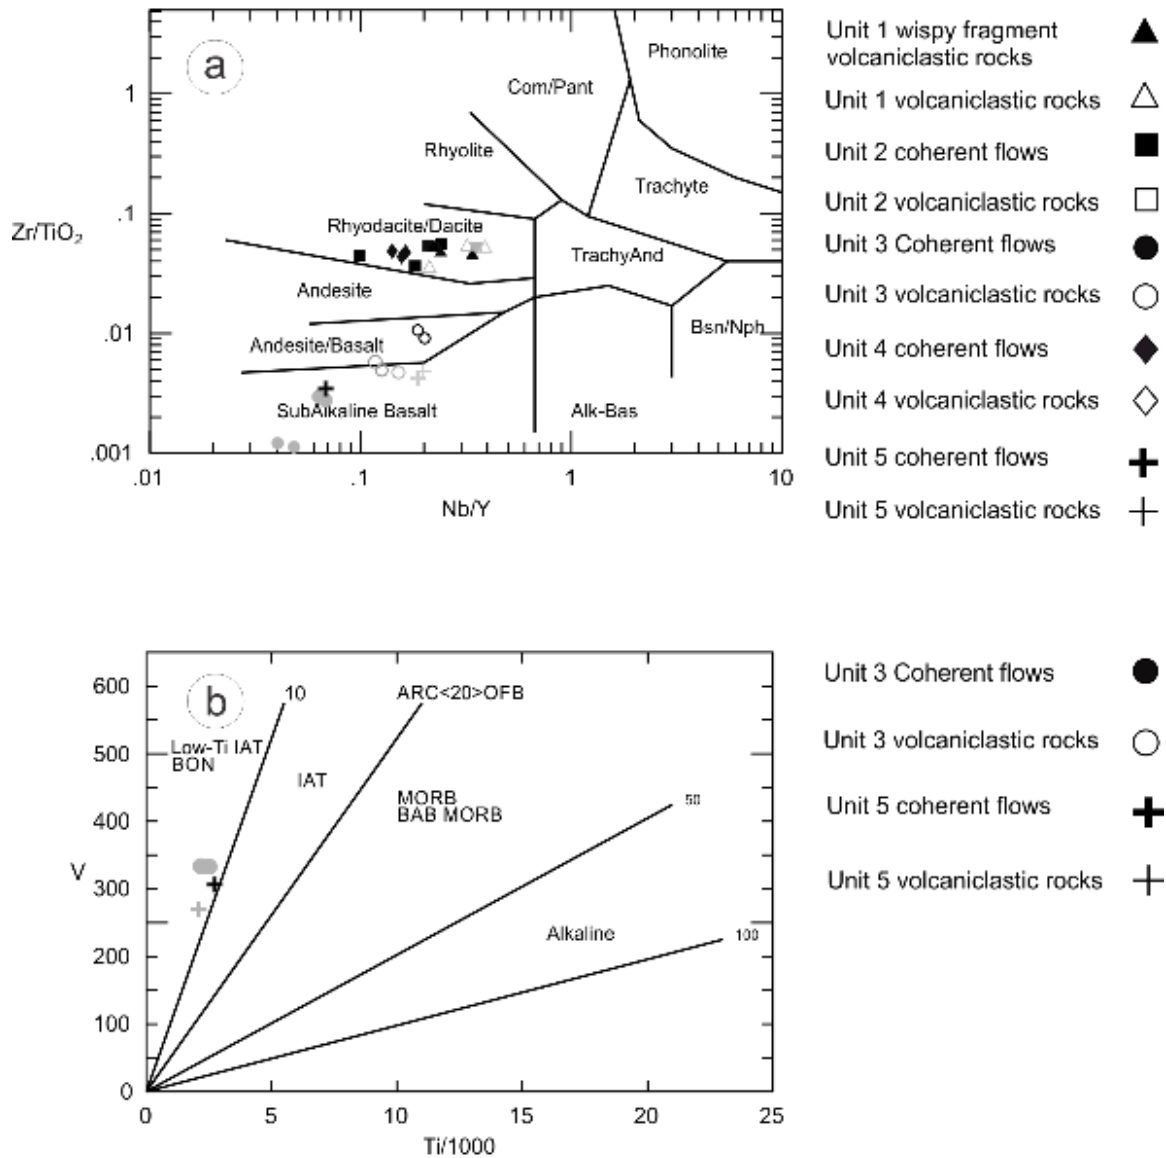 a
Zr/TiO2
1
.1
.01
.001
.01
.1
1
10
Nb/Y
Phonolite
Com/Pant
Rhyolite
Trachyte
Rhyodacite/Dacite
TrachyAnd
Andesite
Bsn/Nph
Andesite/Basalt
SubAlkaline Basalt
Alk-Bas
Unit 1 wispy fragment
volcaniclastic rocks
Unit 1 volcaniclastic rocks
Unit 2 coherent flows
Unit 2 volcaniclastic rocks
Unit 3 Coherent flows
Unit 3 volcaniclastic rocks
Unit 4 coherent flows
Unit 4 volcaniclastic rocks
Unit 5 coherent flows
Unit 5 volcaniclastic rocks
b
V
600
500
400
300
200
100
0
0
5
10
15
20
25
Ti/1000
10
ARC<20>OFB
Low-Ti IAT
BON
IAT
MORB
BAB MORB
50
Alkaline
100
Unit 3 Coherent flows
Unit 3 volcaniclastic rocks
Unit 5 coherent flows
Unit 5 volcaniclastic rocks